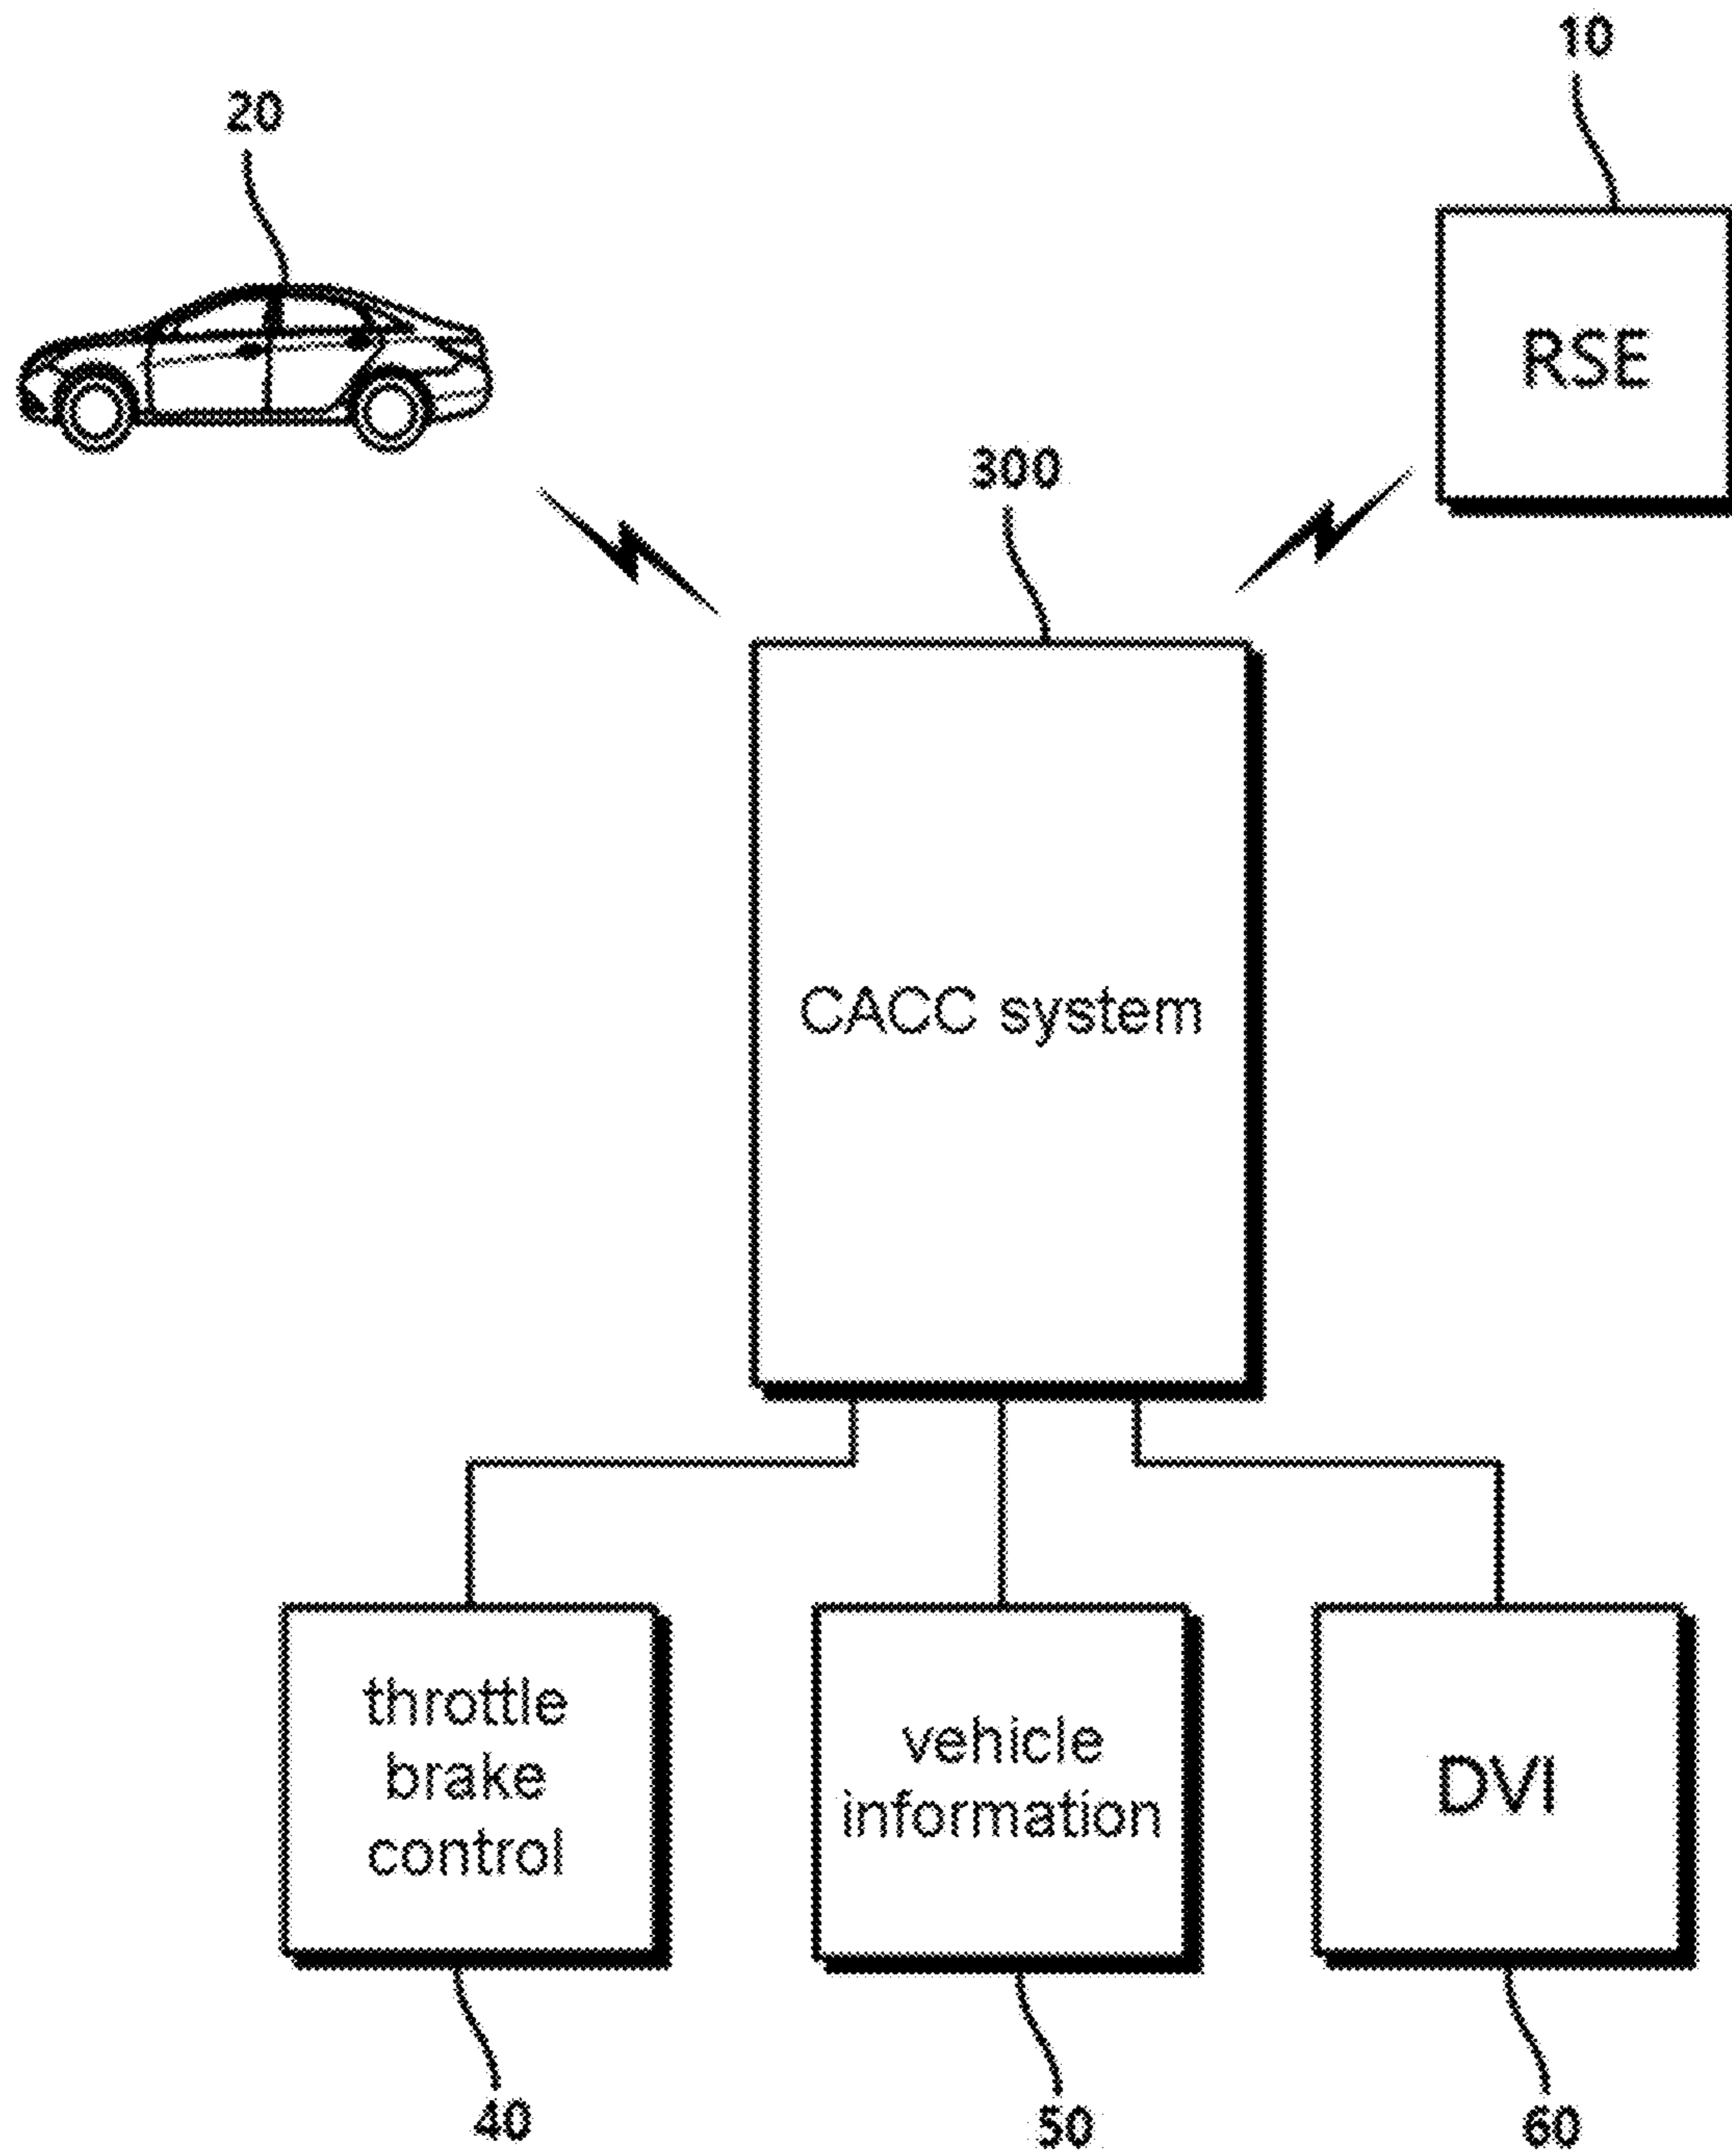 10
20
RSE
300
CACC system
throttle
brake
control
vehicle
information
DVI
40
50
60